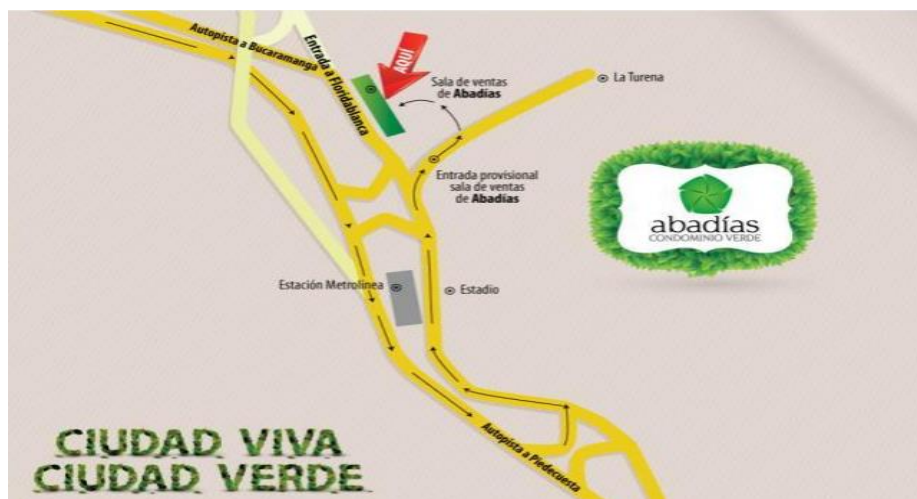 Autopista a Bucaramanga
Entrada a Floridablanca
AQUÍ
Sala de ventas
de Abadías
La Turena
Entrada provisional
sala de ventas
de Abadías
abadías
CONDOMINIO VERDE
Estación Metrolínea
Estadio
Autopista a Piedecuesta
CIUDAD VIVA
CIUDAD VERDE